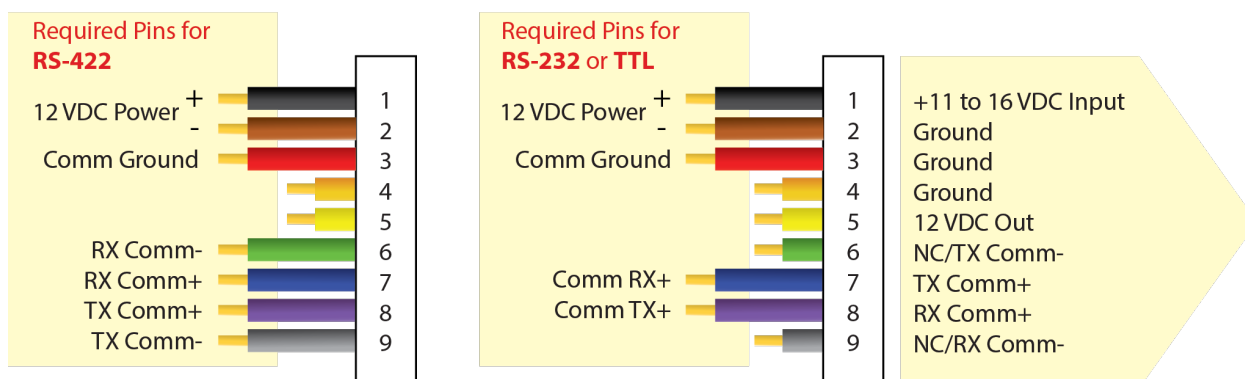 Required Pins for
RS-422
12 VDC Power
+
-
Comm Ground
RX Comm-
RX Comm+
TX Comm+
TX Comm-
1
2
3
4
5
6
7
8
9
Required Pins for
RS-232 or TTL
12 VDC Power
+
-
Comm Ground
Comm RX+
Comm TX+
1
2
3
4
5
6
7
8
9
+11 to 16 VDC Input
Ground
Ground
Ground
12 VDC Out
NC/TX Comm-
TX Comm+
RX Comm+
NC/RX Comm-